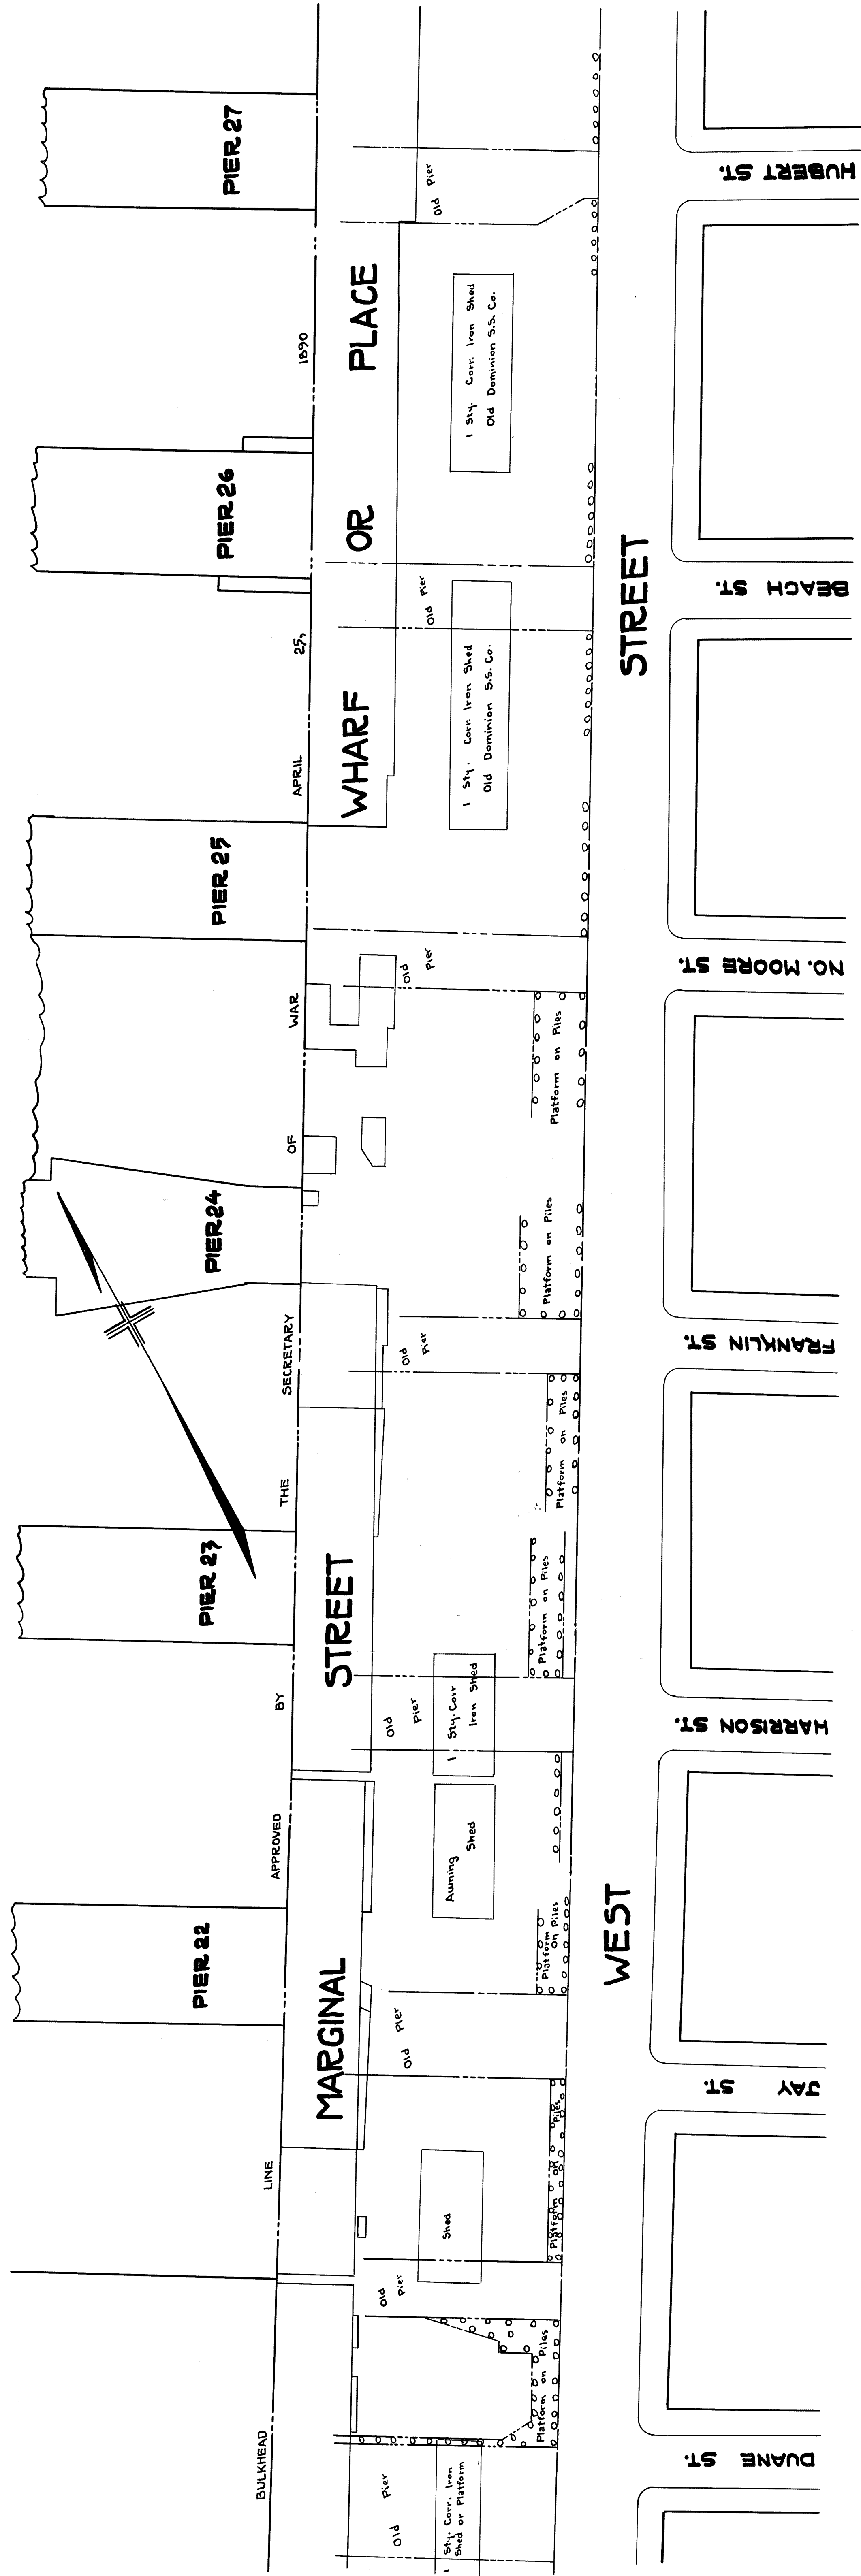 BULKHEAD LINE APPROVED BY THE SECRETARY OF WAR APRIL 25, 1890
PIER 22
PIER 23
PIER 24
PIER 25
PIER 26
PIER 27
MARGINAL STREET WHARF OR PLACE
Old Pier
1 Sty. Corr. Iron
Shed or Platform
Platform on Piles
Old Pier
Shed
Platform on Piles
Old Pier
Platform on Piles
Awning
Shed
Old Pier
1 Sty. Corr
Iron Shed
Platform on Piles
Platform on Piles
Old Pier
Platform on Piles
Platform on Piles
Old Pier
1 Sty. Corr. Iron Shed
Old Dominion S.S. Co.
Old Pier
1 Sty. Corr. Iron Shed
Old Dominion S.S. Co.
Old Pier
WEST STREET
DUANE ST.
JAY ST.
HARRISON ST.
FRANKLIN ST.
NO. MOORE ST.
BEACH ST.
HUBERT ST.